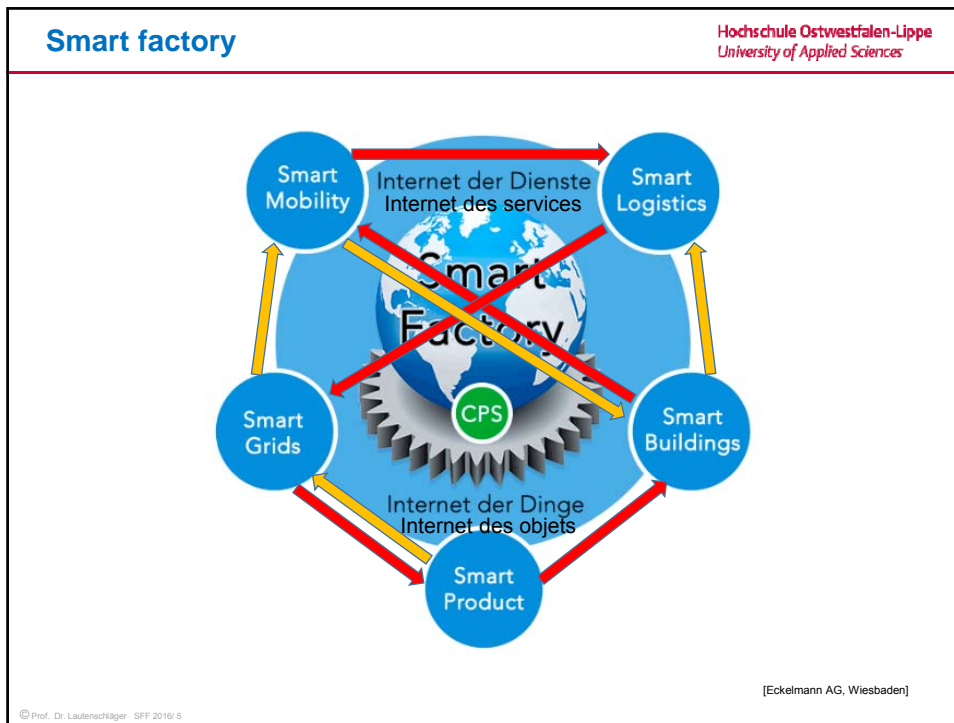 Smart factory
Hochschule Ostwestfalen-Lippe
University of Applied Sciences
Smart
Mobility
Internet der Dienste
Internet des services
Smart
Logistics
Smart
Factory
CPS
Smart
Grids
Smart
Buildings
Internet der Dinge
Internet des objets
Smart
Product
[Eckelmann AG, Wiesbaden]
© Prof. Dr. Lautenschläger SFF 2016/ 5